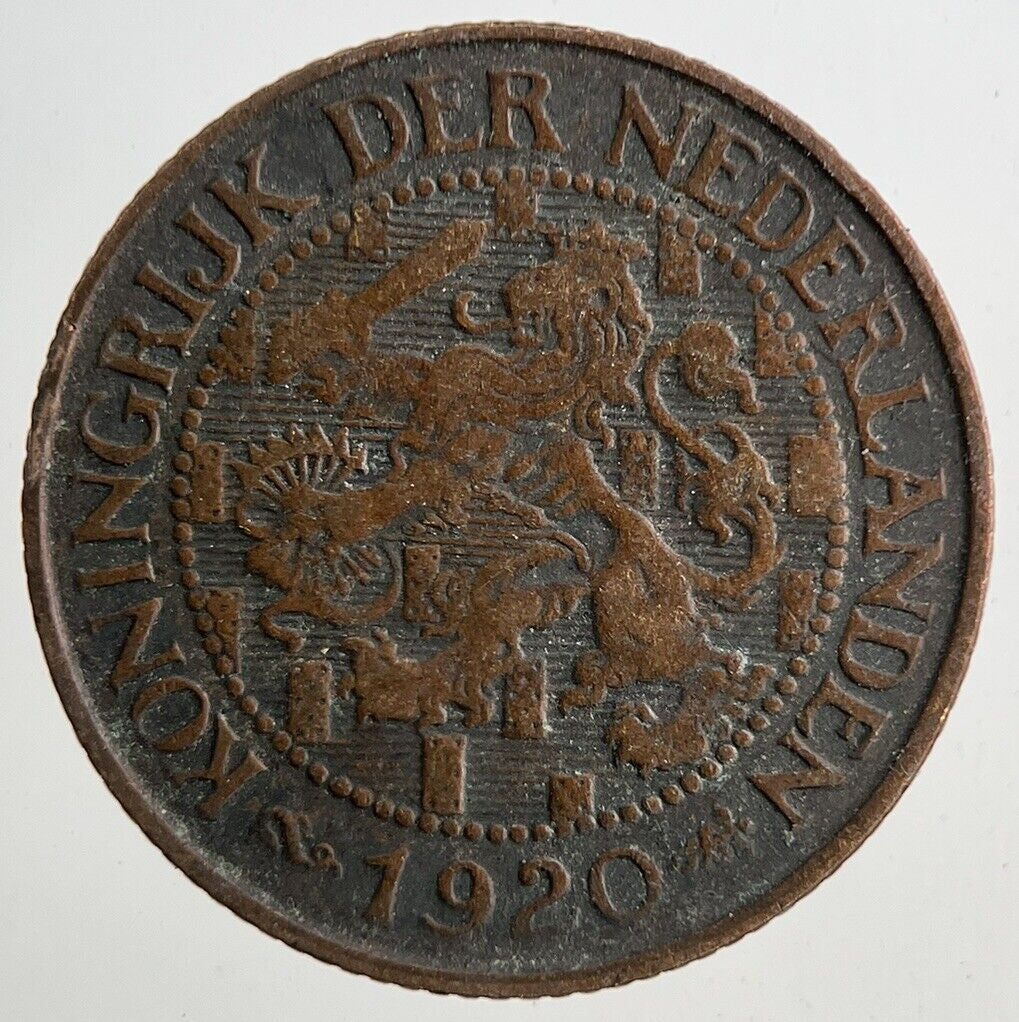 KONINGRIJK DER NEDERLANDEN
1920